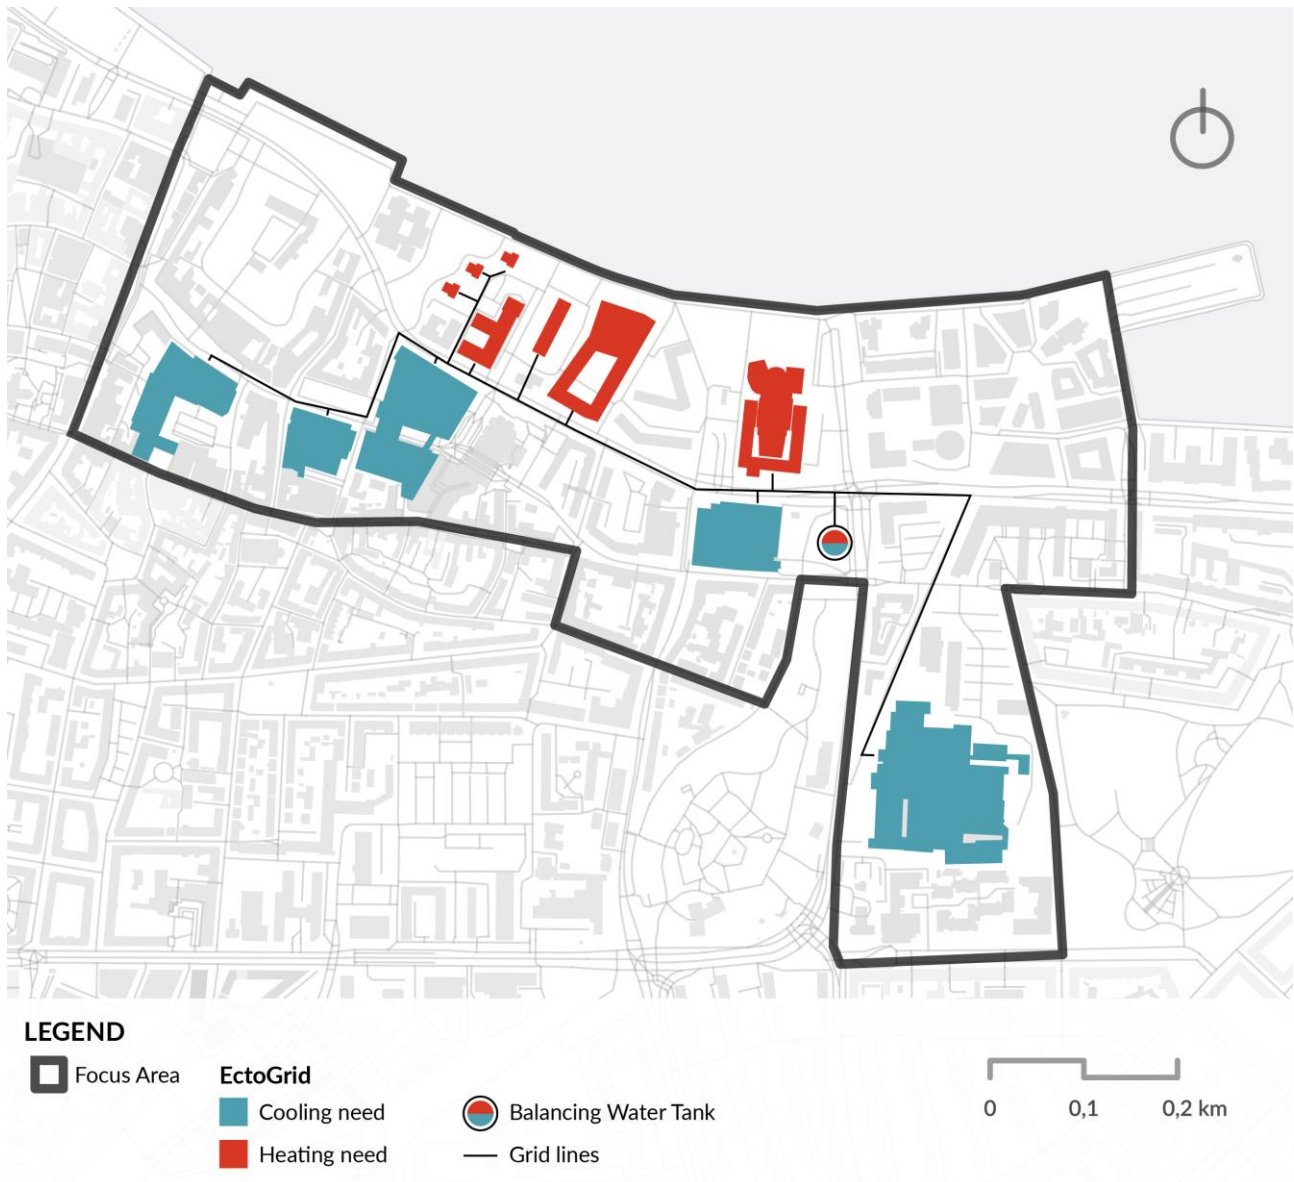 LEGEND
Focus Area
EctoGrid
Cooling need
Heating need
Balancing Water Tank
Grid lines
0 0,1 0,2 km